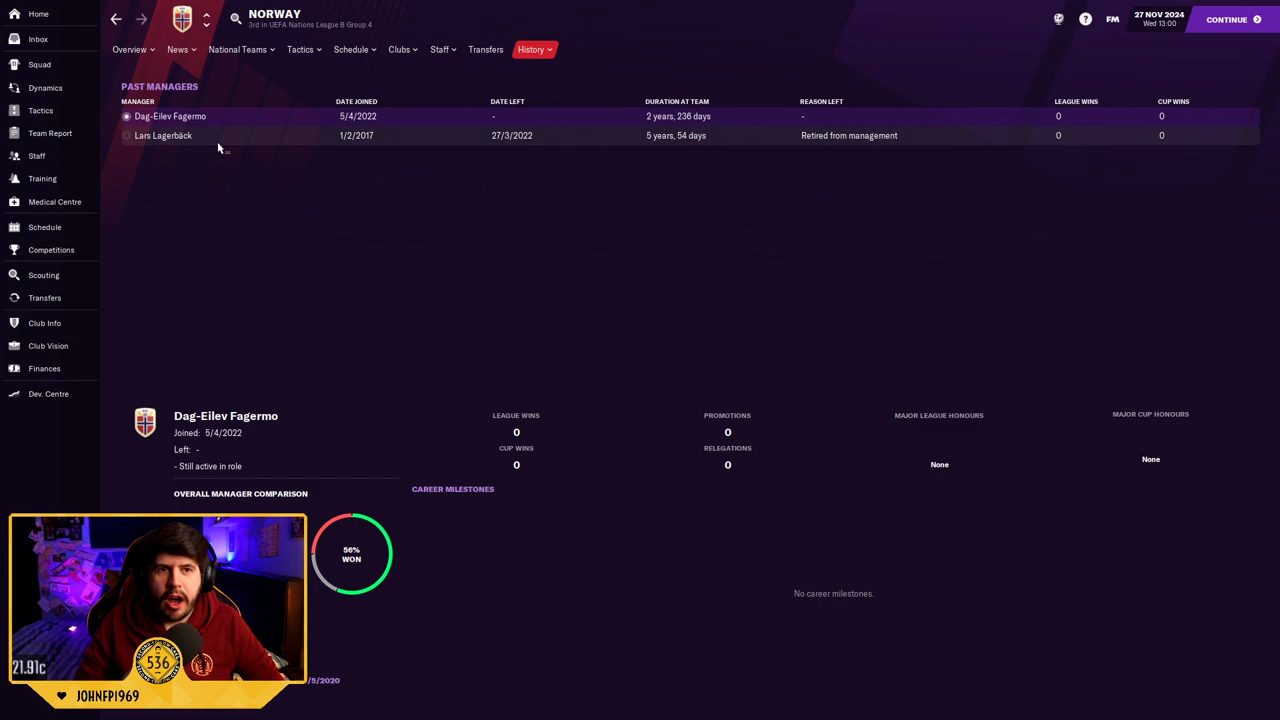 NORWAY
3rd in UEFA Nations League B Group 4
FM
27 NOV 2024
Wed 13:00
CONTINUE
Home
Inbox
Squad
Dynamics
Tactics
Team Report
Staff
Training
Medical Centre
Schedule
Competitions
Scouting
Transfers
Club Info
Club Vision
Finances
Dev. Centre
Overview News National Teams Tactics Schedule Clubs Staff Transfers History
PAST MANAGERS
MANAGER DATE JOINED DATE LEFT DURATION AT TEAM REASON LEFT LEAGUE WINS CUP WINS
Dag-Eilev Fagermo 5/4/2022 - 2 years, 236 days - 0 0
Lars Lagerbäck 1/2/2017 27/3/2022 5 years, 54 days Retired from management 0 0
Dag-Eilev Fagermo
Joined: 5/4/2022
Left: -
- Still active in role
LEAGUE WINS
0
CUP WINS
0
PROMOTIONS
0
RELEGATIONS
0
MAJOR LEAGUE HONOURS
None
MAJOR CUP HONOURS
None
OVERALL MANAGER COMPARISON
56%
WON
CAREER MILESTONES
No career milestones.
/5/2020
21.91c
536
JOHNFP1969